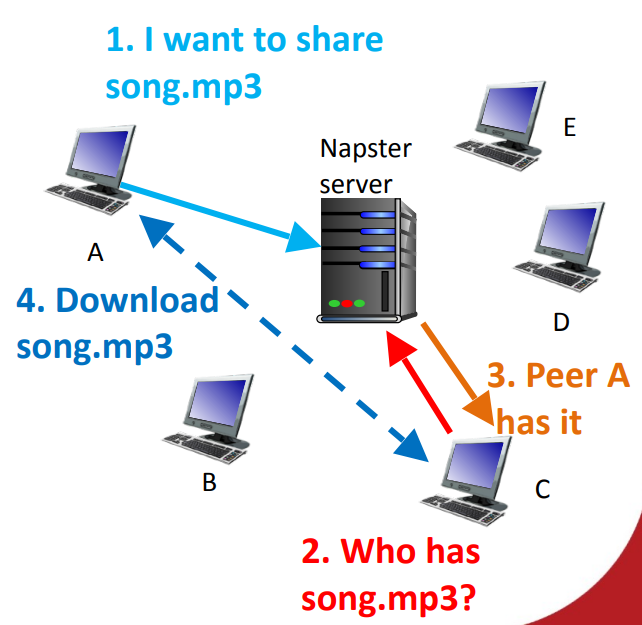 1. I want to share
song.mp3
E
Napster
server
A
D
4. Download
song.mp3
3. Peer A
has it
B
C
2. Who has
song.mp3?